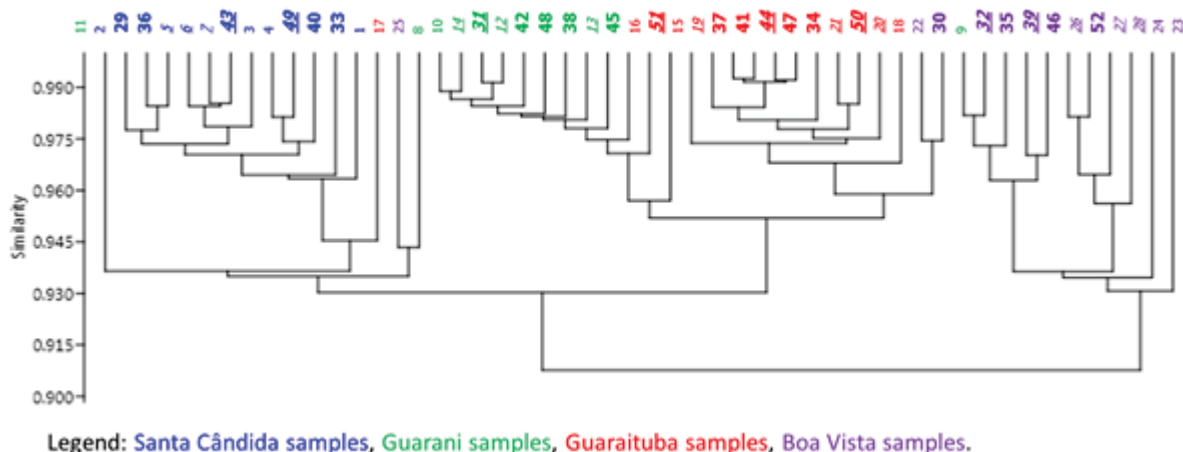 11 2 29 36 5 6 7 43 3 4 49 40 33 1 17 25 8 10 14 31 12 42 48 38 13 45 16 51 15 19 37 41 44 47 34 21 50 20 18 22 30 9 32 35 39 46 26 52 27 28 24 23
0.990
0.975
0.960
0.945
0.930
0.915
0.900
Similarity
Legend: Santa Cândida samples, Guarani samples, Guaraituba samples, Boa Vista samples.